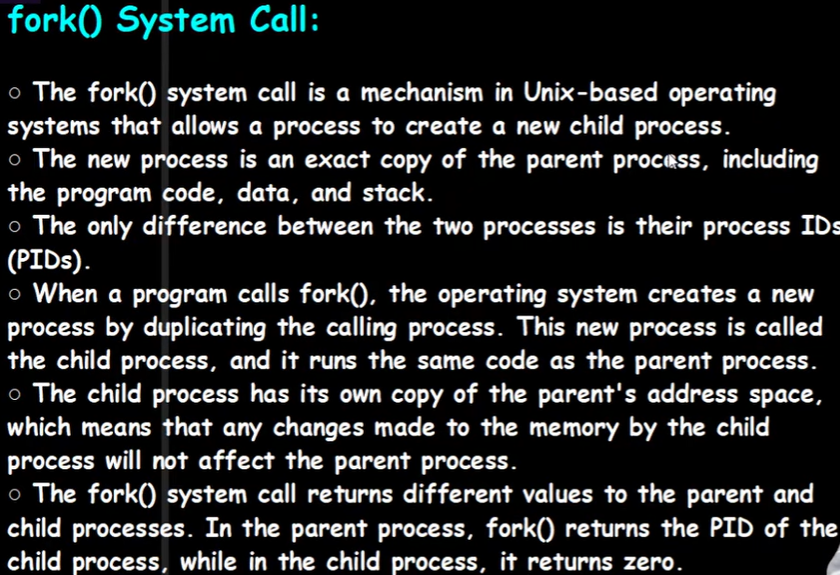 fork() System Call:
○ The fork() system call is a mechanism in Unix-based operating
systems that allows a process to create a new child process.
○ The new process is an exact copy of the parent process, including
the program code, data, and stack.
○ The only difference between the two processes is their process IDs
(PIDs).
○ When a program calls fork(), the operating system creates a new
process by duplicating the calling process. This new process is called
the child process, and it runs the same code as the parent process.
○ The child process has its own copy of the parent's address space,
which means that any changes made to the memory by the child
process will not affect the parent process.
○ The fork() system call returns different values to the parent and
child processes. In the parent process, fork() returns the PID of the
child process, while in the child process, it returns zero.